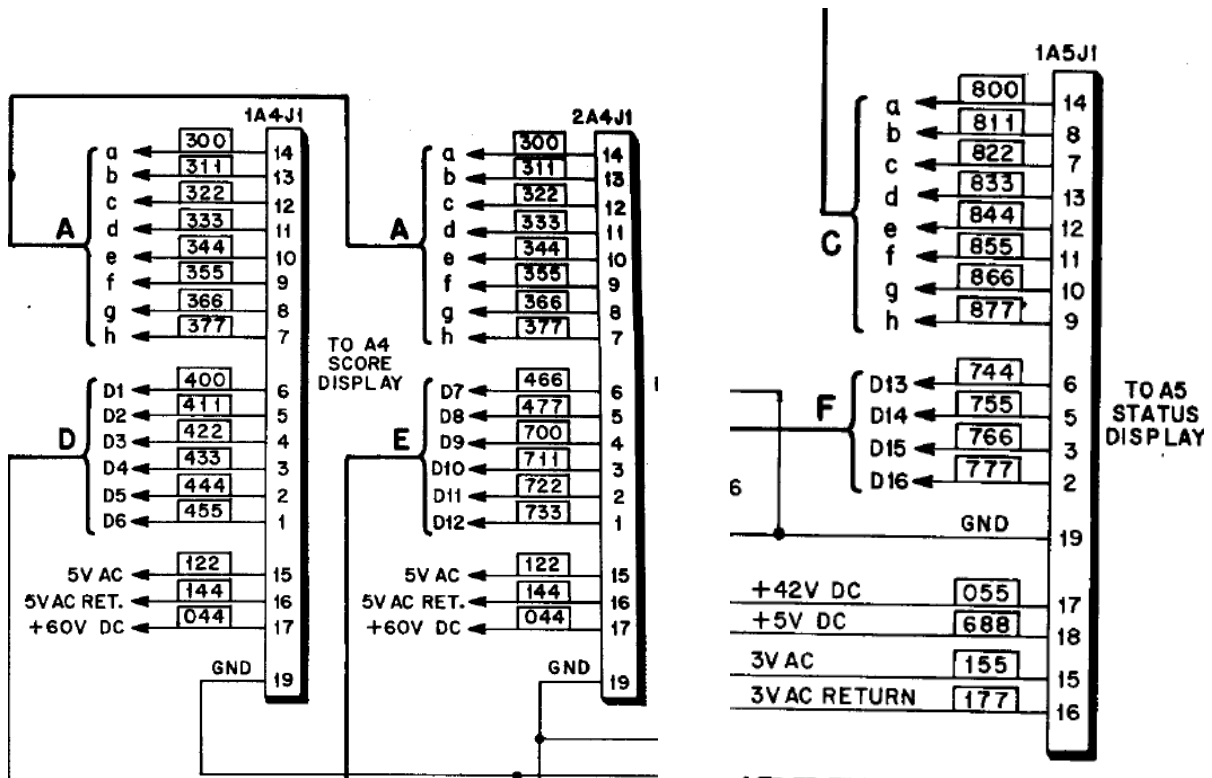 1A4J1
A
a 300 14
b 311 13
c 322 12
d 333 11
e 344 10
f 355 9
g 366 8
h 377 7
TO A4
SCORE
DISPLAY
D
D1 400 6
D2 411 5
D3 422 4
D4 433 3
D5 444 2
D6 455 1
5V AC 122 15
5V AC RET. 144 16
+60V DC 044 17
GND 19
2A4J1
A
a 300 14
b 311 13
c 322 12
d 333 11
e 344 10
f 355 9
g 366 8
h 377 7
E
D7 466 6
D8 477 5
D9 700 4
D10 711 3
D11 722 2
D12 733 1
5V AC 122 15
5V AC RET. 144 16
+60V DC 044 17
GND 19
1A5J1
C
a 800 14
b 811 8
c 822 7
d 833 13
e 844 12
f 855 11
g 866 10
h 877 9
F
D13 744 6
D14 755 5
D15 766 3
D16 777 2
TO A5
STATUS
DISPLAY
6
GND 19
+42V DC 055 17
+5V DC 688 18
3V AC 155 15
3V AC RETURN 177 16